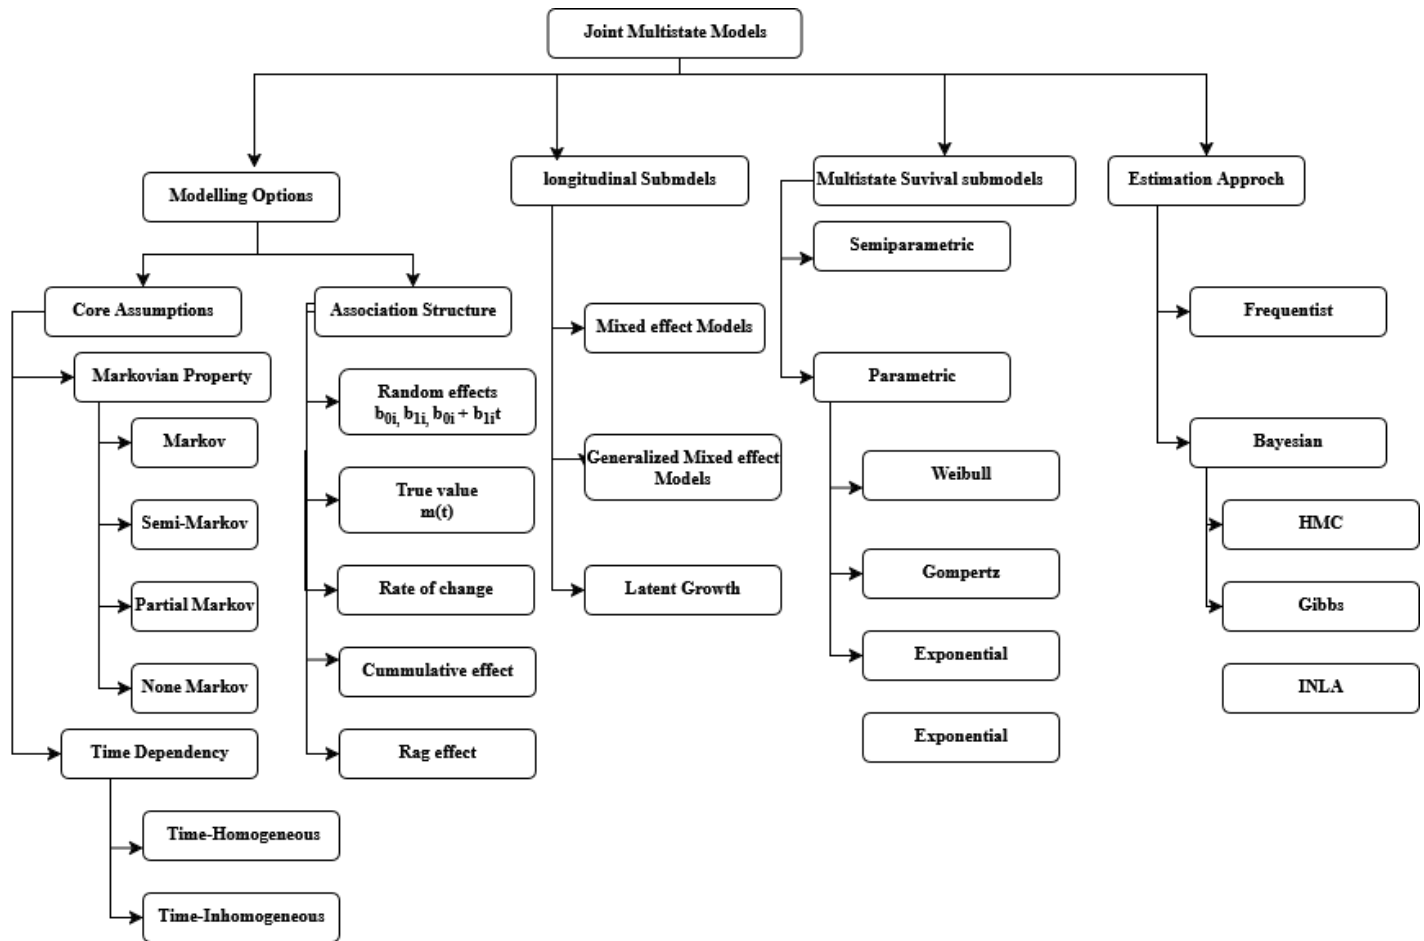 Joint Multistate Models
Modelling Options
longitudinal Submdels
Multistate Suvival submodels
Estimation Approch
Core Assumptions
Association Structure
Semiparametric
Frequentist
Markovian Property
Markov
Semi-Markov
Partial Markov
None Markov
Time Dependency
Time-Homogeneous
Time-Inhomogeneous
Random effects
b0i, b1i, b0i + b1it
True value
m(t)
Rate of change
Cummulative effect
Rag effect
Mixed effect Models
Generalized Mixed effect
Models
Latent Growth
Parametric
Weibull
Gompertz
Exponential
Exponential
Bayesian
HMC
Gibbs
INLA